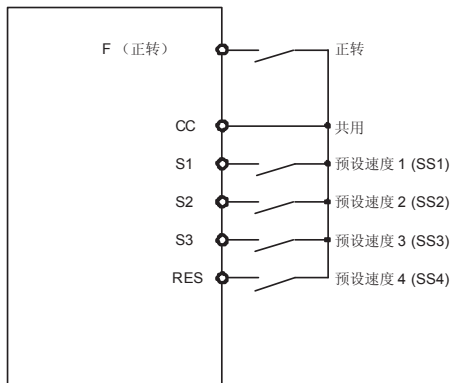 F （正转） 正转
CC 共用
S1 预设速度 1 (SS1)
S2 预设速度 2 (SS2)
S3 预设速度 3 (SS3)
RES 预设速度 4 (SS4)